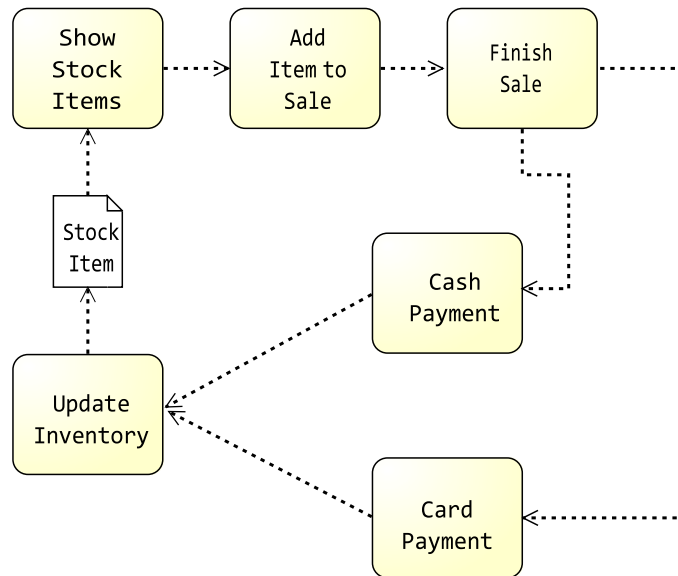 Show
Stock
Items
Add
Item to
Sale
Finish
Sale
Stock
Item
Cash
Payment
Update
Inventory
Card
Payment